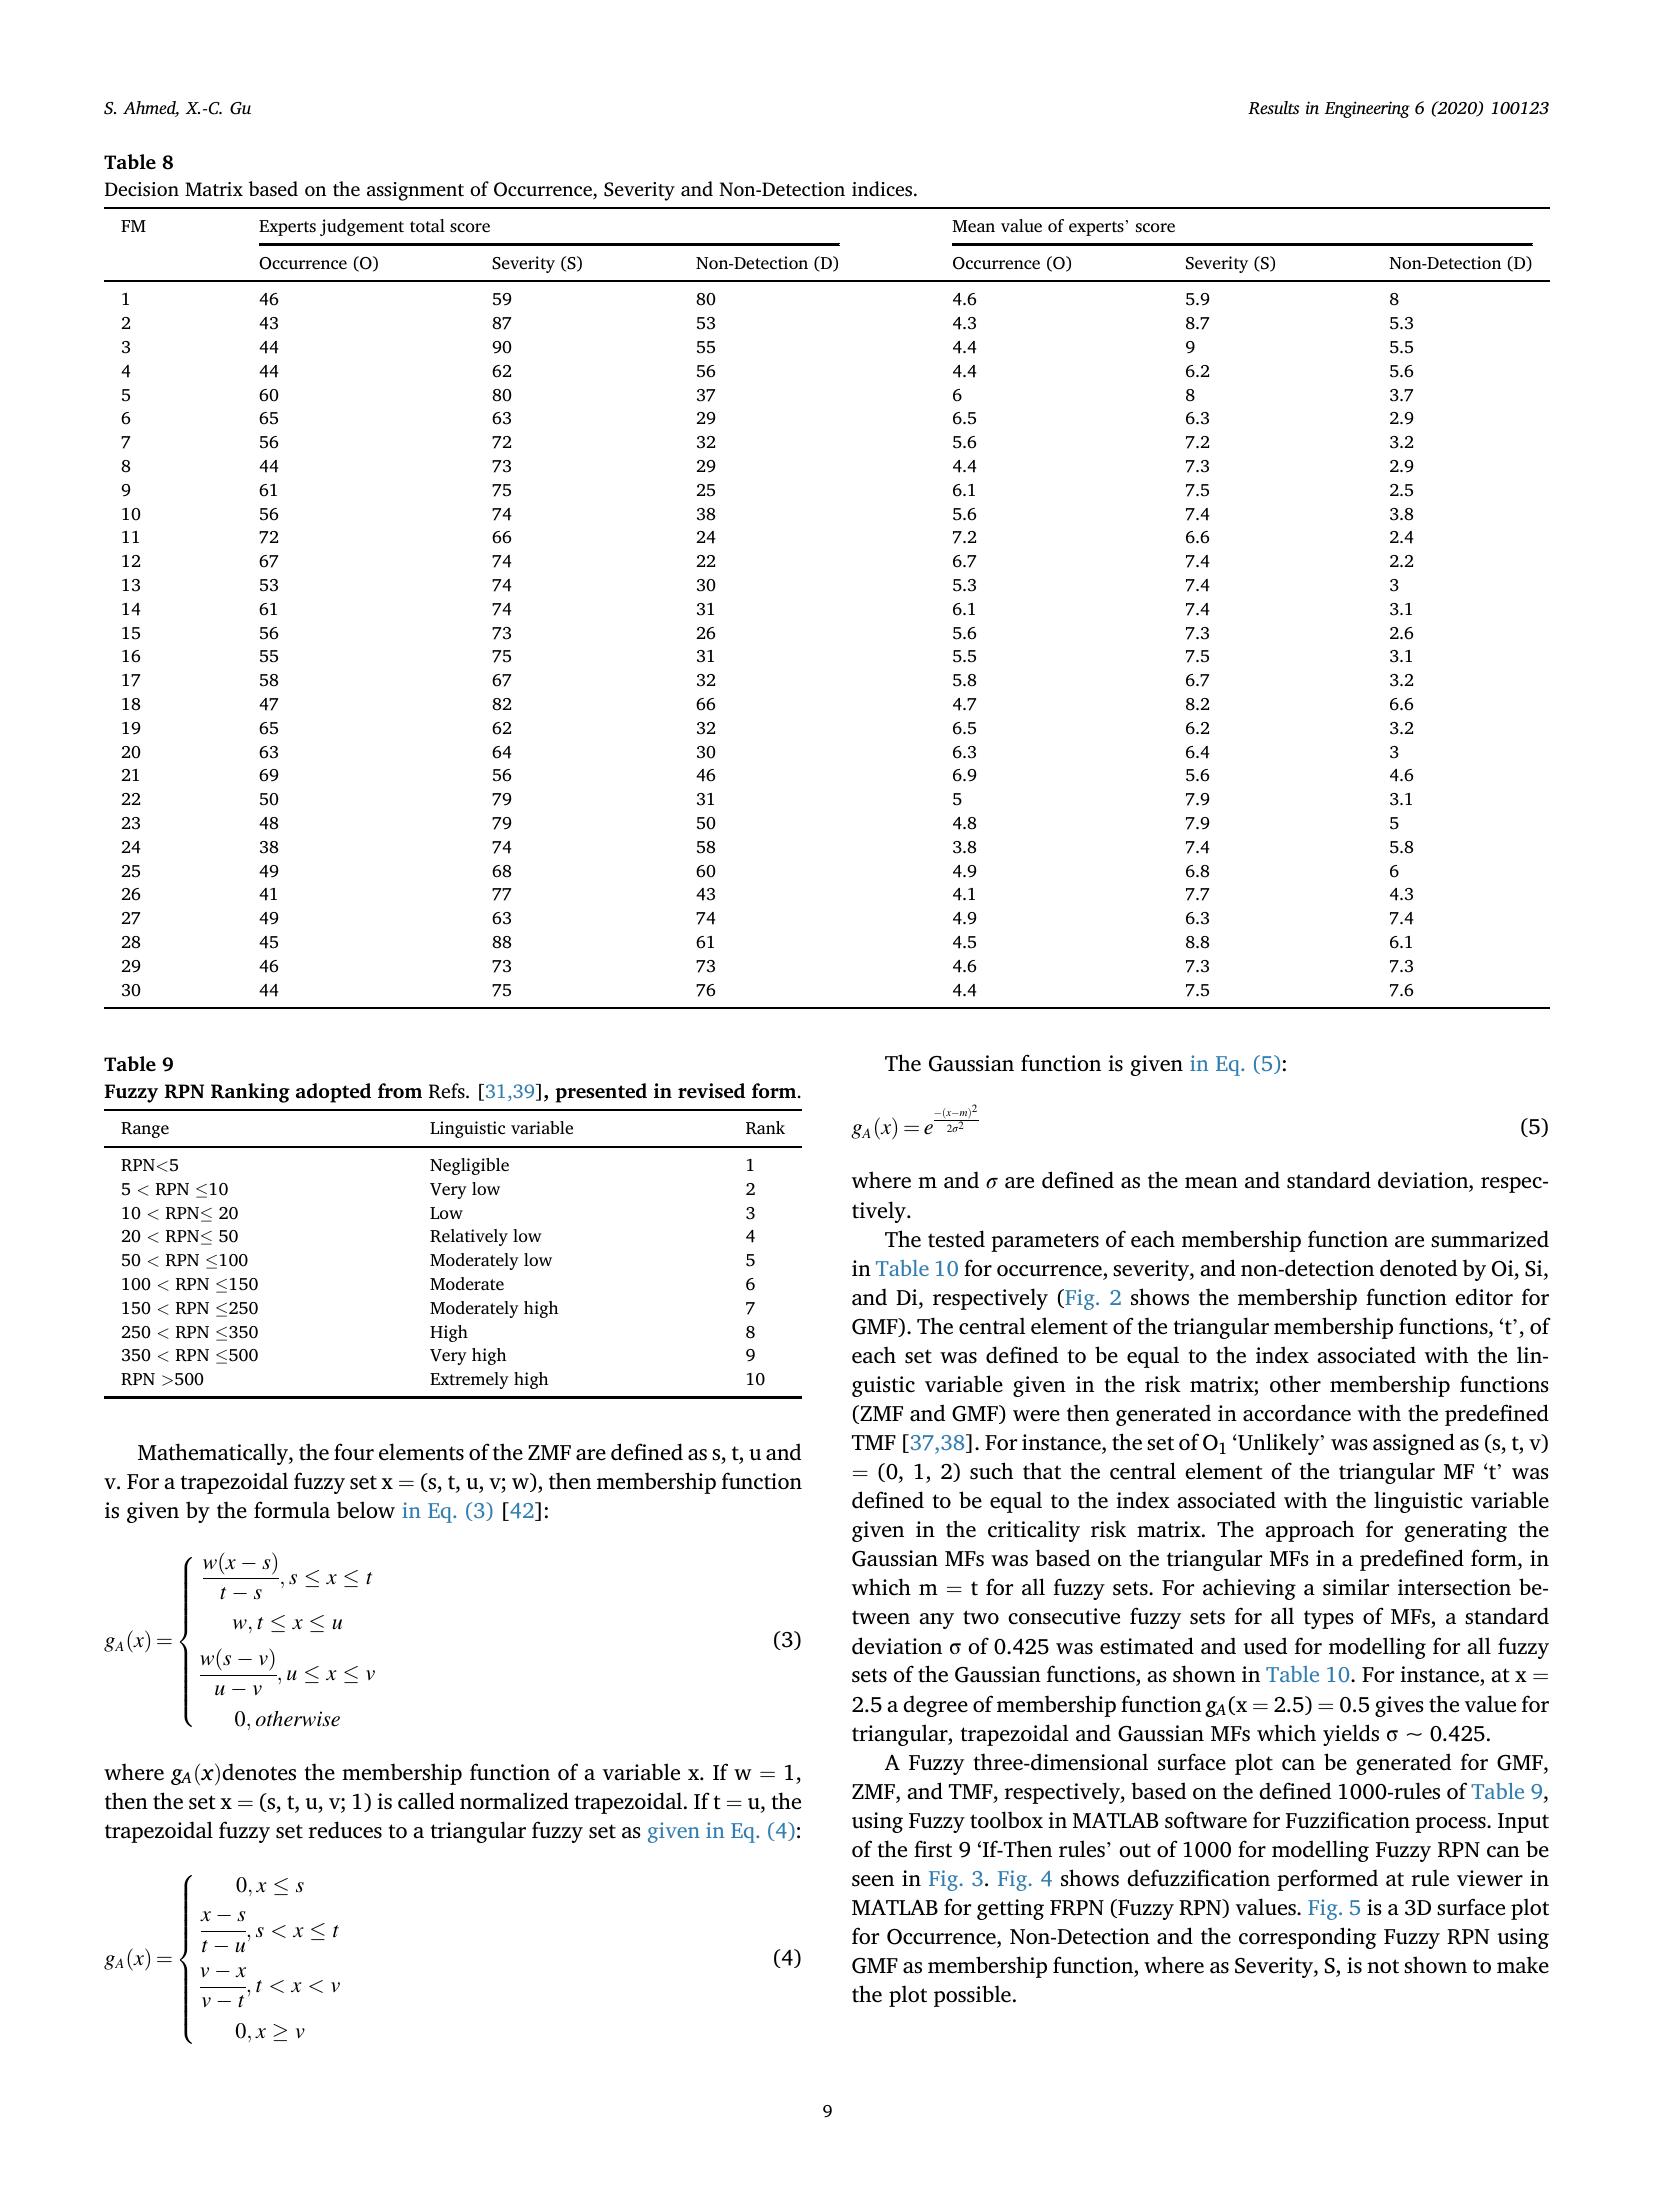 S. Ahmed, X.-C. Gu
Results in Engineering 6 (2020) 100123
Table 8
Decision Matrix based on the assignment of Occurrence, Severity and Non-Detection indices.
FM Experts judgement total score Mean value of experts’ score
Occurrence (O) Severity (S) Non-Detection (D) Occurrence (O) Severity (S) Non-Detection (D)
1 46 59 80 4.6 5.9 8
2 43 87 53 4.3 8.7 5.3
3 44 90 55 4.4 9 5.5
4 44 62 56 4.4 6.2 5.6
5 60 80 37 6 8 3.7
6 65 63 29 6.5 6.3 2.9
7 56 72 32 5.6 7.2 3.2
8 44 73 29 4.4 7.3 2.9
9 61 75 25 6.1 7.5 2.5
10 56 74 38 5.6 7.4 3.8
11 72 66 24 7.2 6.6 2.4
12 67 74 22 6.7 7.4 2.2
13 53 74 30 5.3 7.4 3
14 61 74 31 6.1 7.4 3.1
15 56 73 26 5.6 7.3 2.6
16 55 75 31 5.5 7.5 3.1
17 58 67 32 5.8 6.7 3.2
18 47 82 66 4.7 8.2 6.6
19 65 62 32 6.5 6.2 3.2
20 63 64 30 6.3 6.4 3
21 69 56 46 6.9 5.6 4.6
22 50 79 31 5 7.9 3.1
23 48 79 50 4.8 7.9 5
24 38 74 58 3.8 7.4 5.8
25 49 68 60 4.9 6.8 6
26 41 77 43 4.1 7.7 4.3
27 49 63 74 4.9 6.3 7.4
28 45 88 61 4.5 8.8 6.1
29 46 73 73 4.6 7.3 7.3
30 44 75 76 4.4 7.5 7.6
Table 9
Fuzzy RPN Ranking adopted from Refs. [31,39], presented in revised form.
Range Linguistic variable Rank
RPN<5 Negligible 1
5 < RPN ≤10 Very low 2
10 < RPN≤ 20 Low 3
20 < RPN≤ 50 Relatively low 4
50 < RPN ≤100 Moderately low 5
100 < RPN ≤150 Moderate 6
150 < RPN ≤250 Moderately high 7
250 < RPN ≤350 High 8
350 < RPN ≤500 Very high 9
RPN >500 Extremely high 10
Mathematically, the four elements of the ZMF are defined as s, t, u and
v. For a trapezoidal fuzzy set x = (s, t, u, v; w), then membership function
is given by the formula below in Eq. (3) [42]:
w(x − s)
t − s , s ≤ x ≤ t
w, t ≤ x ≤ u
gA(x) = (3)
w(s − v)
u − v , u ≤ x ≤ v
0, otherwise
where gA(x)denotes the membership function of a variable x. If w = 1,
then the set x = (s, t, u, v; 1) is called normalized trapezoidal. If t = u, the
trapezoidal fuzzy set reduces to a triangular fuzzy set as given in Eq. (4):
0, x ≤ s
x − s
t − u , s < x ≤ t
gA(x) = (4)
v − x
v − t , t < x < v
0, x ≥ v
The Gaussian function is given in Eq. (5):
gA(x) = e^(−(x−m)²/2σ²) (5)
where m and σ are defined as the mean and standard deviation, respec-
tively.
The tested parameters of each membership function are summarized
in Table 10 for occurrence, severity, and non-detection denoted by Oi, Si,
and Di, respectively (Fig. 2 shows the membership function editor for
GMF). The central element of the triangular membership functions, ‘t’, of
each set was defined to be equal to the index associated with the lin-
guistic variable given in the risk matrix; other membership functions
(ZMF and GMF) were then generated in accordance with the predefined
TMF [37,38]. For instance, the set of O₁ ‘Unlikely’ was assigned as (s, t, v)
= (0, 1, 2) such that the central element of the triangular MF ‘t’ was
defined to be equal to the index associated with the linguistic variable
given in the criticality risk matrix. The approach for generating the
Gaussian MFs was based on the triangular MFs in a predefined form, in
which m = t for all fuzzy sets. For achieving a similar intersection be-
tween any two consecutive fuzzy sets for all types of MFs, a standard
deviation σ of 0.425 was estimated and used for modelling for all fuzzy
sets of the Gaussian functions, as shown in Table 10. For instance, at x =
2.5 a degree of membership function gA(x = 2.5) = 0.5 gives the value for
triangular, trapezoidal and Gaussian MFs which yields σ ~ 0.425.
A Fuzzy three-dimensional surface plot can be generated for GMF,
ZMF, and TMF, respectively, based on the defined 1000-rules of Table 9,
using Fuzzy toolbox in MATLAB software for Fuzzification process. Input
of the first 9 ‘If-Then rules’ out of 1000 for modelling Fuzzy RPN can be
seen in Fig. 3. Fig. 4 shows defuzzification performed at rule viewer in
MATLAB for getting FRPN (Fuzzy RPN) values. Fig. 5 is a 3D surface plot
for Occurrence, Non-Detection and the corresponding Fuzzy RPN using
GMF as membership function, where as Severity, S, is not shown to make
the plot possible.
9